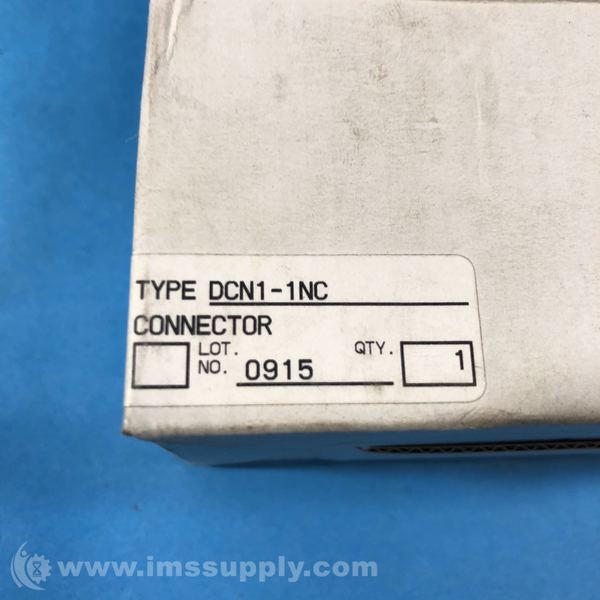 TYPE DCN1-1NC
CONNECTOR
LOT. NO. 0915 QTY. 1
www.imssupply.com